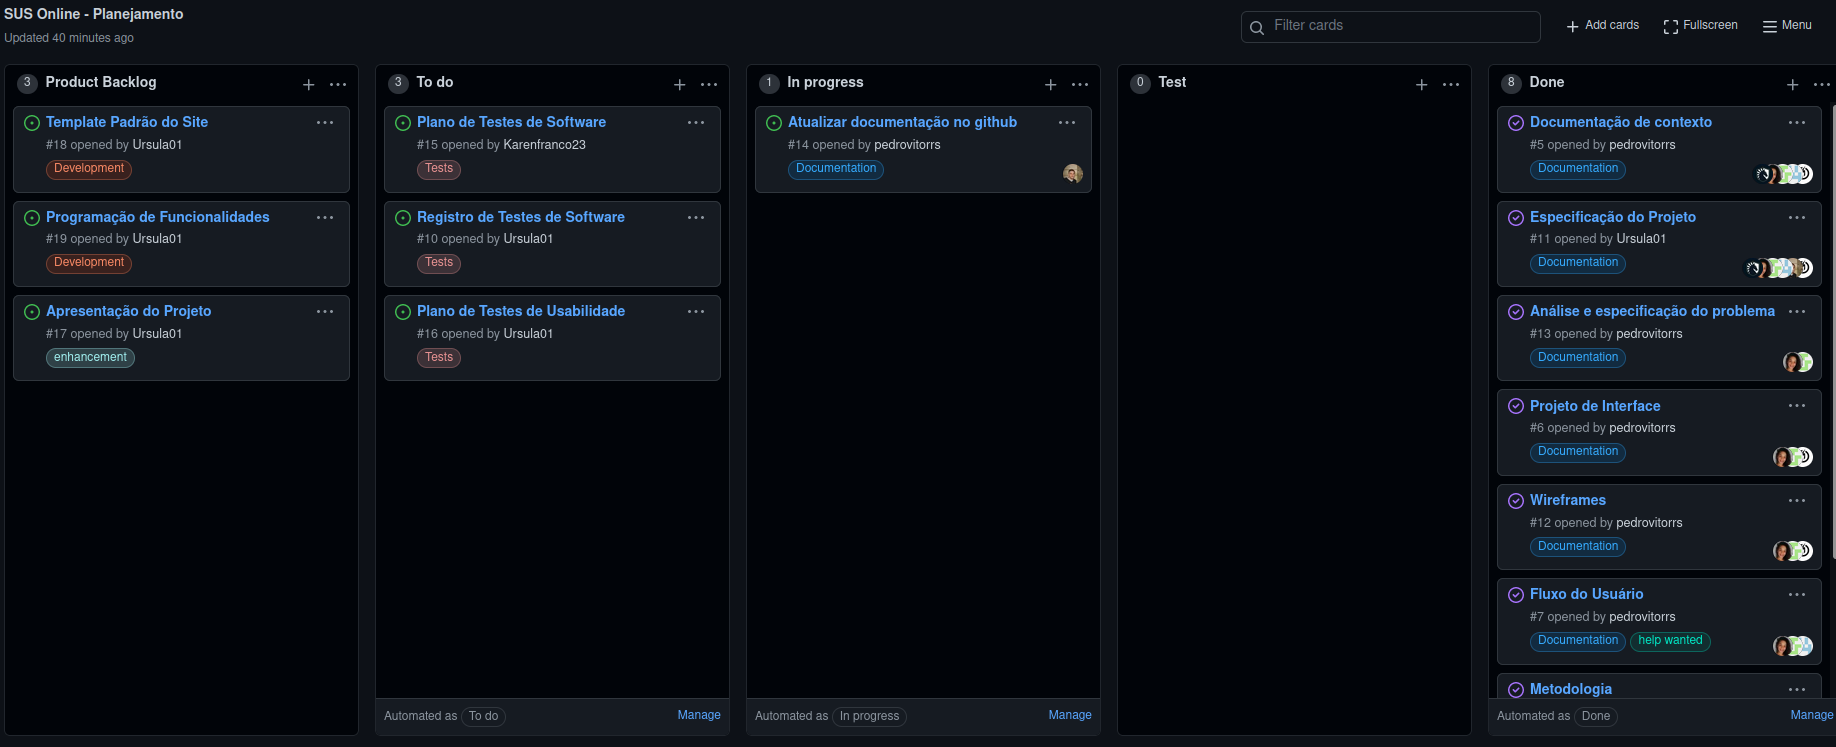 SUS Online - Planejamento
Updated 40 minutes ago
Filter cards
Add cards
Fullscreen
Menu
3 Product Backlog
Template Padrão do Site
#18 opened by Ursula01
Development
Programação de Funcionalidades
#19 opened by Ursula01
Development
Apresentação do Projeto
#17 opened by Ursula01
enhancement
3 To do
Plano de Testes de Software
#15 opened by Karenfranco23
Tests
Registro de Testes de Software
#10 opened by Ursula01
Tests
Plano de Testes de Usabilidade
#16 opened by Ursula01
Tests
Automated as To do Manage
1 In progress
Atualizar documentação no github
#14 opened by pedrovitorrs
Documentation
Automated as In progress Manage
0 Test
8 Done
Documentação de contexto
#5 opened by pedrovitorrs
Documentation
Especificação do Projeto
#11 opened by Ursula01
Documentation
Análise e especificação do problema
#13 opened by pedrovitorrs
Documentation
Projeto de Interface
#6 opened by pedrovitorrs
Documentation
Wireframes
#12 opened by pedrovitorrs
Documentation
Fluxo do Usuário
#7 opened by pedrovitorrs
Documentation help wanted
Metodologia
Automated as Done Manage